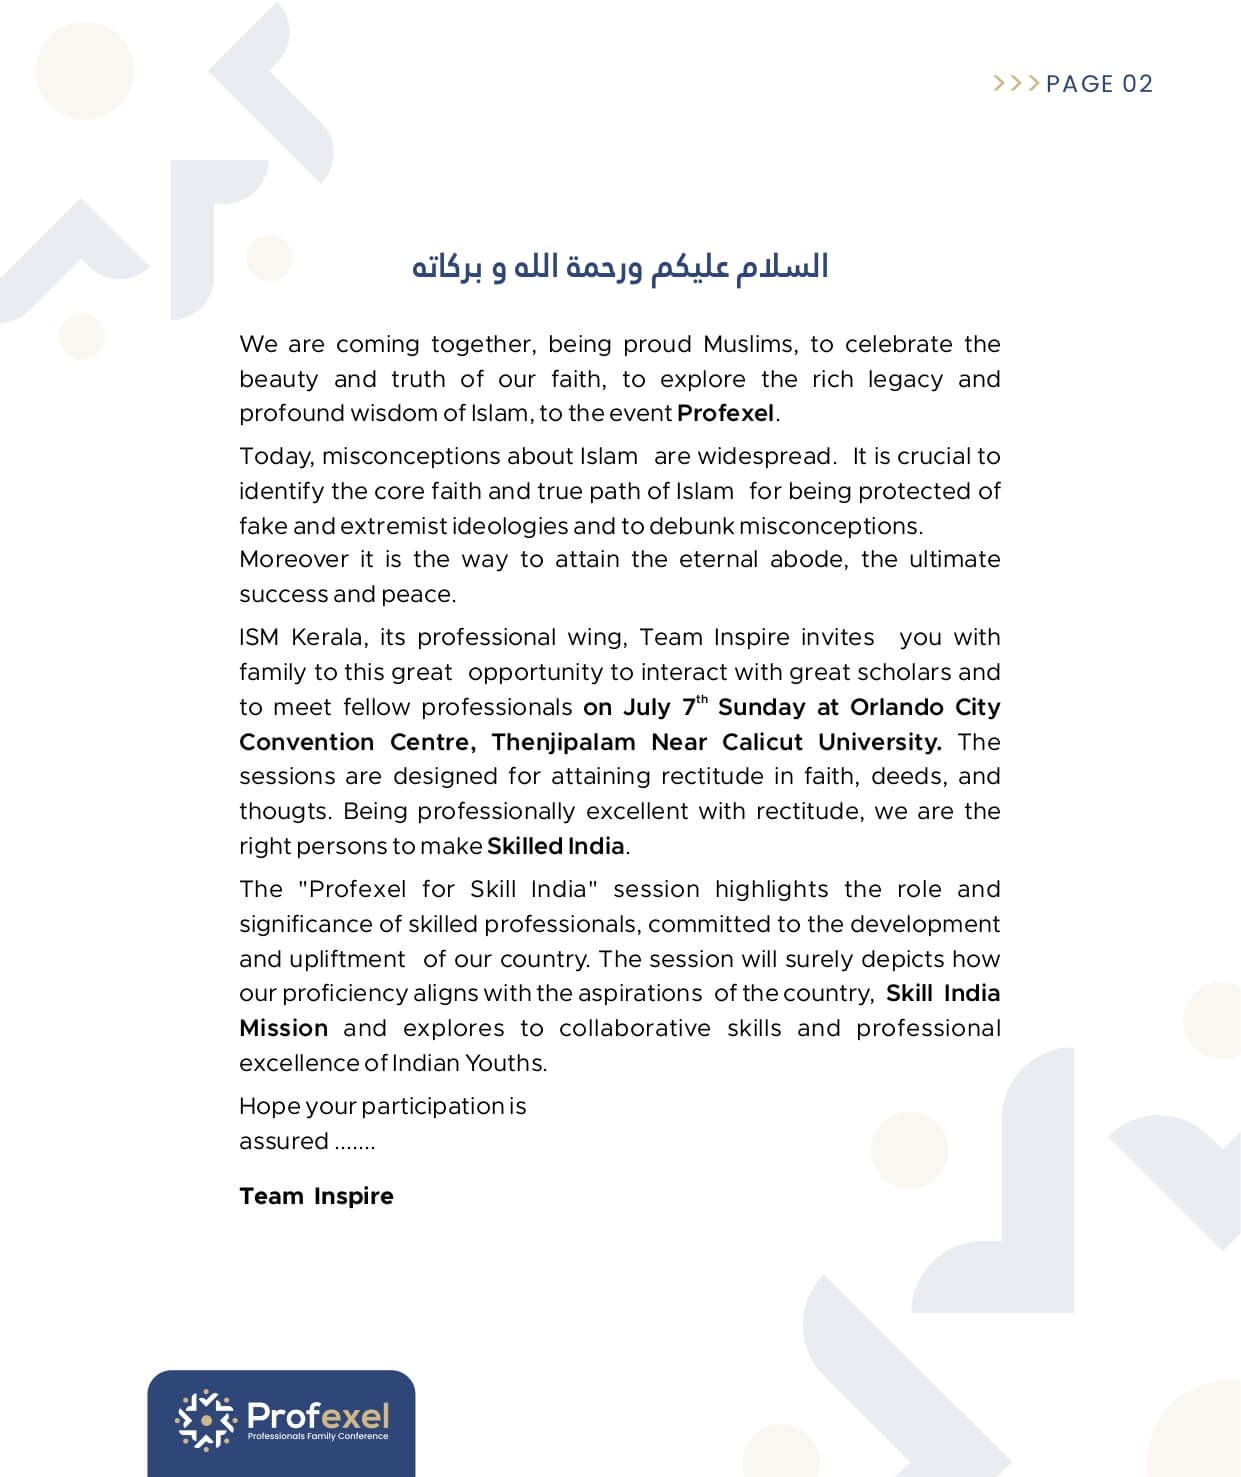 >>> PAGE 02
السلام عليكم ورحمة الله و بركاته
We are coming together, being proud Muslims, to celebrate the
beauty and truth of our faith, to explore the rich legacy and
profound wisdom of Islam, to the event Profexel.
Today, misconceptions about Islam are widespread. It is crucial to
identify the core faith and true path of Islam for being protected of
fake and extremist ideologies and to debunk misconceptions.
Moreover it is the way to attain the eternal abode, the ultimate
success and peace.
ISM Kerala, its professional wing, Team Inspire invites you with
family to this great opportunity to interact with great scholars and
to meet fellow professionals on July 7th Sunday at Orlando City
Convention Centre, Thenjipalam Near Calicut University. The
sessions are designed for attaining rectitude in faith, deeds, and
thougts. Being professionally excellent with rectitude, we are the
right persons to make Skilled India.
The "Profexel for Skill India" session highlights the role and
significance of skilled professionals, committed to the development
and upliftment of our country. The session will surely depicts how
our proficiency aligns with the aspirations of the country, Skill India
Mission and explores to collaborative skills and professional
excellence of Indian Youths.
Hope your participation is
assured .......
Team Inspire
Profexel
Professionals Family Conference